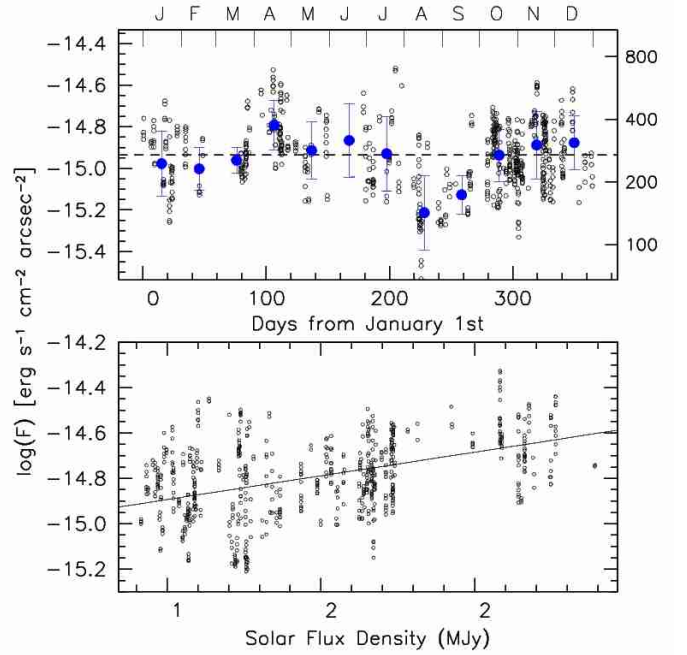 J F M A M J J A S O N D
−14.4
800
−14.6
−14.8
400
−15.0
200
−15.2
−15.4
100
0 100 200 300
Days from January 1st
log(F) [erg s⁻¹ cm⁻² arcsec⁻²]
−14.2
−14.4
−14.6
−14.8
−15.0
−15.2
1 2 2
Solar Flux Density (MJy)